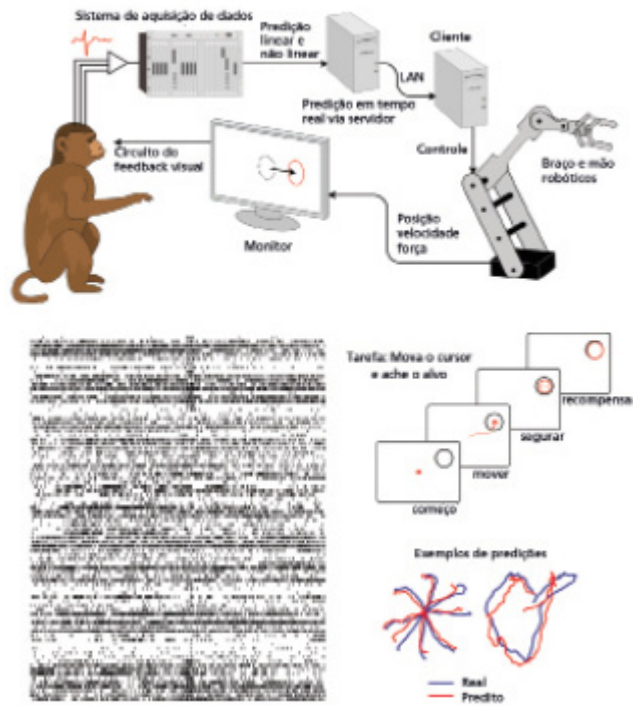 Sistema de aquisição de dados
Predição
linear e
não linear
Cliente
LAN
Predição em tempo
real via servidor
Controle
Circuito do
feedback visual
Braço e mão
robóticos
Monitor
Posição
velocidade
força
Tarefa: Mova o cursor
e ache o alvo
recompensa
segurar
mover
começo
Exemplos de predições
Real
Predito